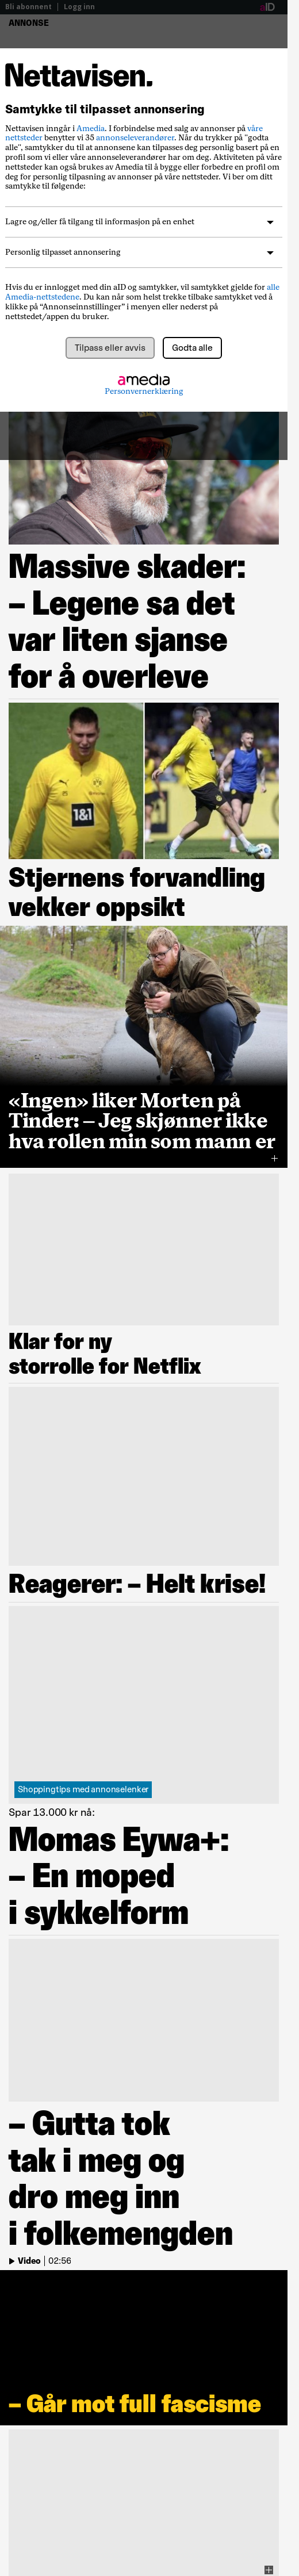 Bli abonnent | Logg inn
aID
ANNONSE
Nettavisen.
Samtykke til tilpasset annonsering
Nettavisen inngår i Amedia. I forbindelse med salg av annonser på våre
nettsteder benytter vi 35 annonseleverandører. Når du trykker på "godta
alle", samtykker du til at annonsene kan tilpasses deg personlig basert på en
profil som vi eller våre annonseleverandører har om deg. Aktiviteten på våre
nettsteder kan også brukes av Amedia til å bygge eller forbedre en profil om
deg for personlig tilpasning av annonser på våre nettsteder. Vi ber om ditt
samtykke til følgende:
Lagre og/eller få tilgang til informasjon på en enhet
Personlig tilpasset annonsering
Hvis du er innlogget med din aID og samtykker, vil samtykket gjelde for alle
Amedia-nettstedene. Du kan når som helst trekke tilbake samtykket ved å
klikke på “Annonseinnstillinger” i menyen eller nederst på
nettstedet/appen du bruker.
Tilpass eller avvis
Godta alle
amedia
Personvernerklæring
Massive skader:
– Legene sa det
var liten sjanse
for å overleve
1&1
Stjernens forvandling
vekker oppsikt
«Ingen» liker Morten på
Tinder: – Jeg skjønner ikke
hva rollen min som mann er
Klar for ny
storrolle for Netflix
Reagerer: – Helt krise!
Shoppingtips med annonselenker
Spar 13.000 kr nå:
Momas Eywa+:
– En moped
i sykkelform
– Gutta tok
tak i meg og
dro meg inn
i folkemengden
Video | 02:56
– Går mot full fascisme